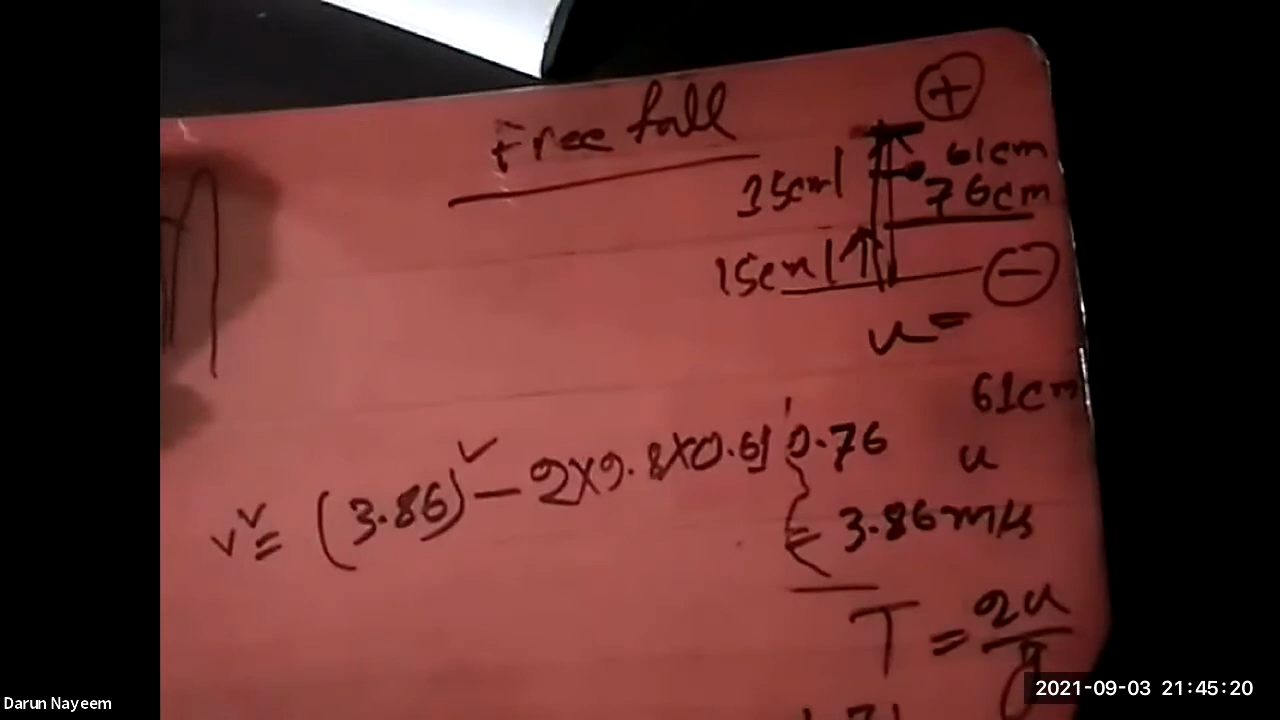 Free fall
+
61cm
15cm
76cm
15cm
−
u =
61cm
v² = (3.86)² − 2×9.8×0.61
0.76
u
= 3.86 m/s
T = 2u/g
Darun Nayeem
2021-09-03 21:45:20